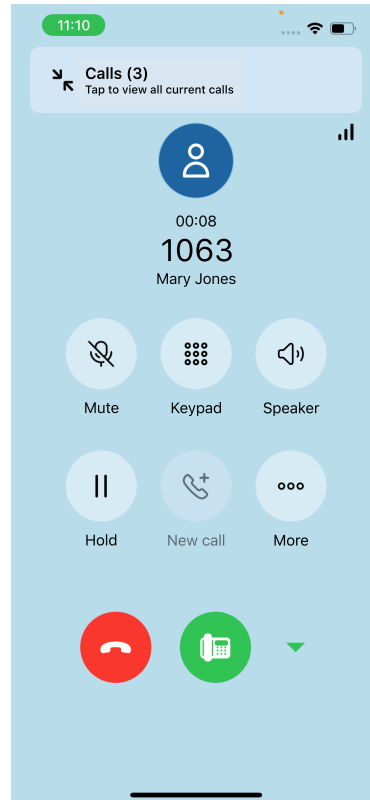 11:10
Calls (3)
Tap to view all current calls
00:08
1063
Mary Jones
Mute
Keypad
Speaker
Hold
New call
More